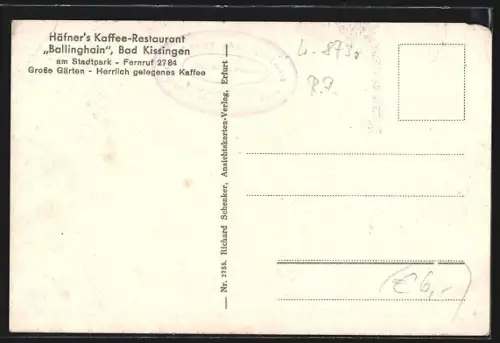 Häfner's Kaffee-Restaurant
„Ballinghain", Bad Kissingen
am Stadtpark - Fernruf 2784
Große Gärten - Herrlich gelegenes Kaffee
— Nr. 2755. Richard Schenker, Ansichtskarten-Verlag, Erfurt —
(€ 6,-)